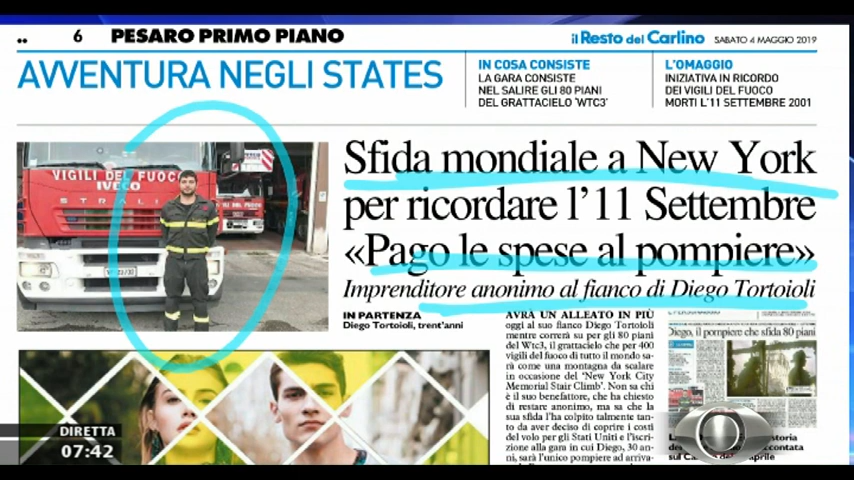 .. 6 PESARO PRIMO PIANO il Resto del Carlino SABATO 4 MAGGIO 2019
AVVENTURA NEGLI STATES
IN COSA CONSISTE
LA GARA CONSISTE
NEL SALIRE GLI 80 PIANI
DEL GRATTACIELO 'WTC3'
L'OMAGGIO
INIZIATIVA IN RICORDO
DEI VIGILI DEL FUOCO
MORTI L'11 SETTEMBRE 2001
VIGILI DEL FUOCO
IVECO
STRALI
Sfida mondiale a New York
per ricordare l'11 Settembre
«Pago le spese al pompiere»
Imprenditore anonimo al fianco di Diego Tortoioli
IN PARTENZA
Diego Tortoioli, trent'anni
AVRÀ UN ALLEATO IN PIÙ
oggi al suo fianco Diego Tortoioli
mentre correrà su per gli 80 piani
del Wtc3, il grattacielo che per 400
vigili del fuoco di tutto il mondo sa-
rà come una montagna da scalare
in occasione del 'New York City
Memorial Stair Climb'. Non sa chi
è il suo benefattore, che ha chiesto
di restare anonimo, ma sa che la
sua sfida l'ha colpito talmente tan-
to da aver deciso di coprire i costi
del volo per gli Stati Uniti e l'iscri-
zione alla gara in cui Diego, 30 an-
ni, sarà l'unico pompiere ad arriva-
Diego, il pompiere che sfida 80 piani
DIRETTA
07:42